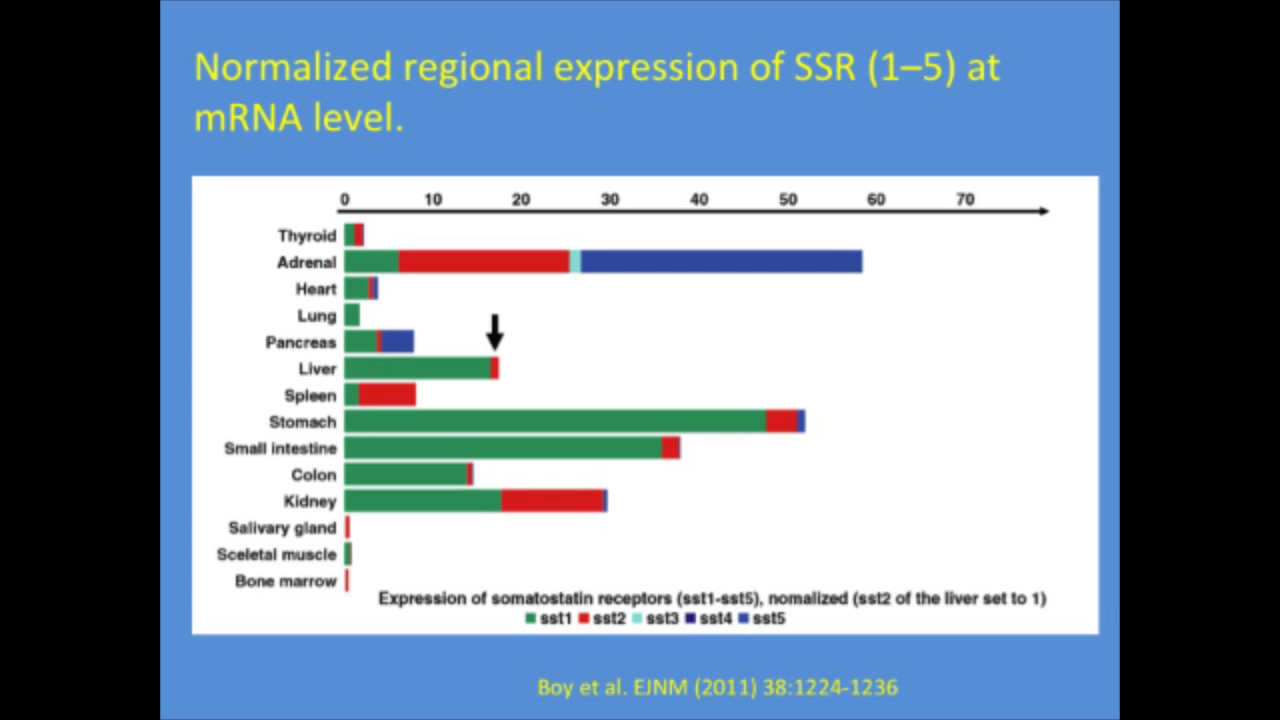 Normalized regional expression of SSR (1–5) at
mRNA level.
0 10 20 30 40 50 60 70
Thyroid
Adrenal
Heart
Lung
Pancreas
Liver
Spleen
Stomach
Small intestine
Colon
Kidney
Salivary gland
Sceletal muscle
Bone marrow
Expression of somatostatin receptors (sst1-sst5), nomalized (sst2 of the liver set to 1)
sst1 sst2 sst3 sst4 sst5
Boy et al. EJNM (2011) 38:1224-1236